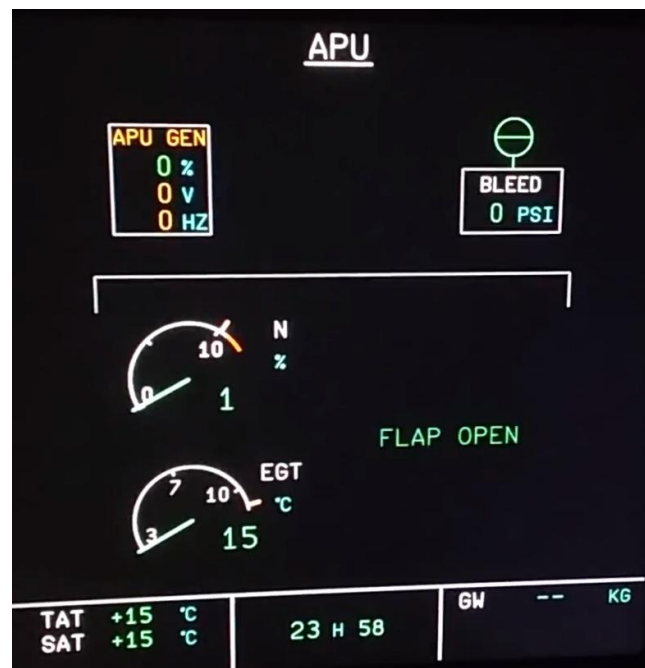 APU
APU GEN
0 %
0 V
0 HZ
BLEED
0 PSI
10
0
N
%
1
FLAP OPEN
7
10
3
EGT
°C
15
TAT +15 °C
SAT +15 °C
23 H 58
GW -- KG